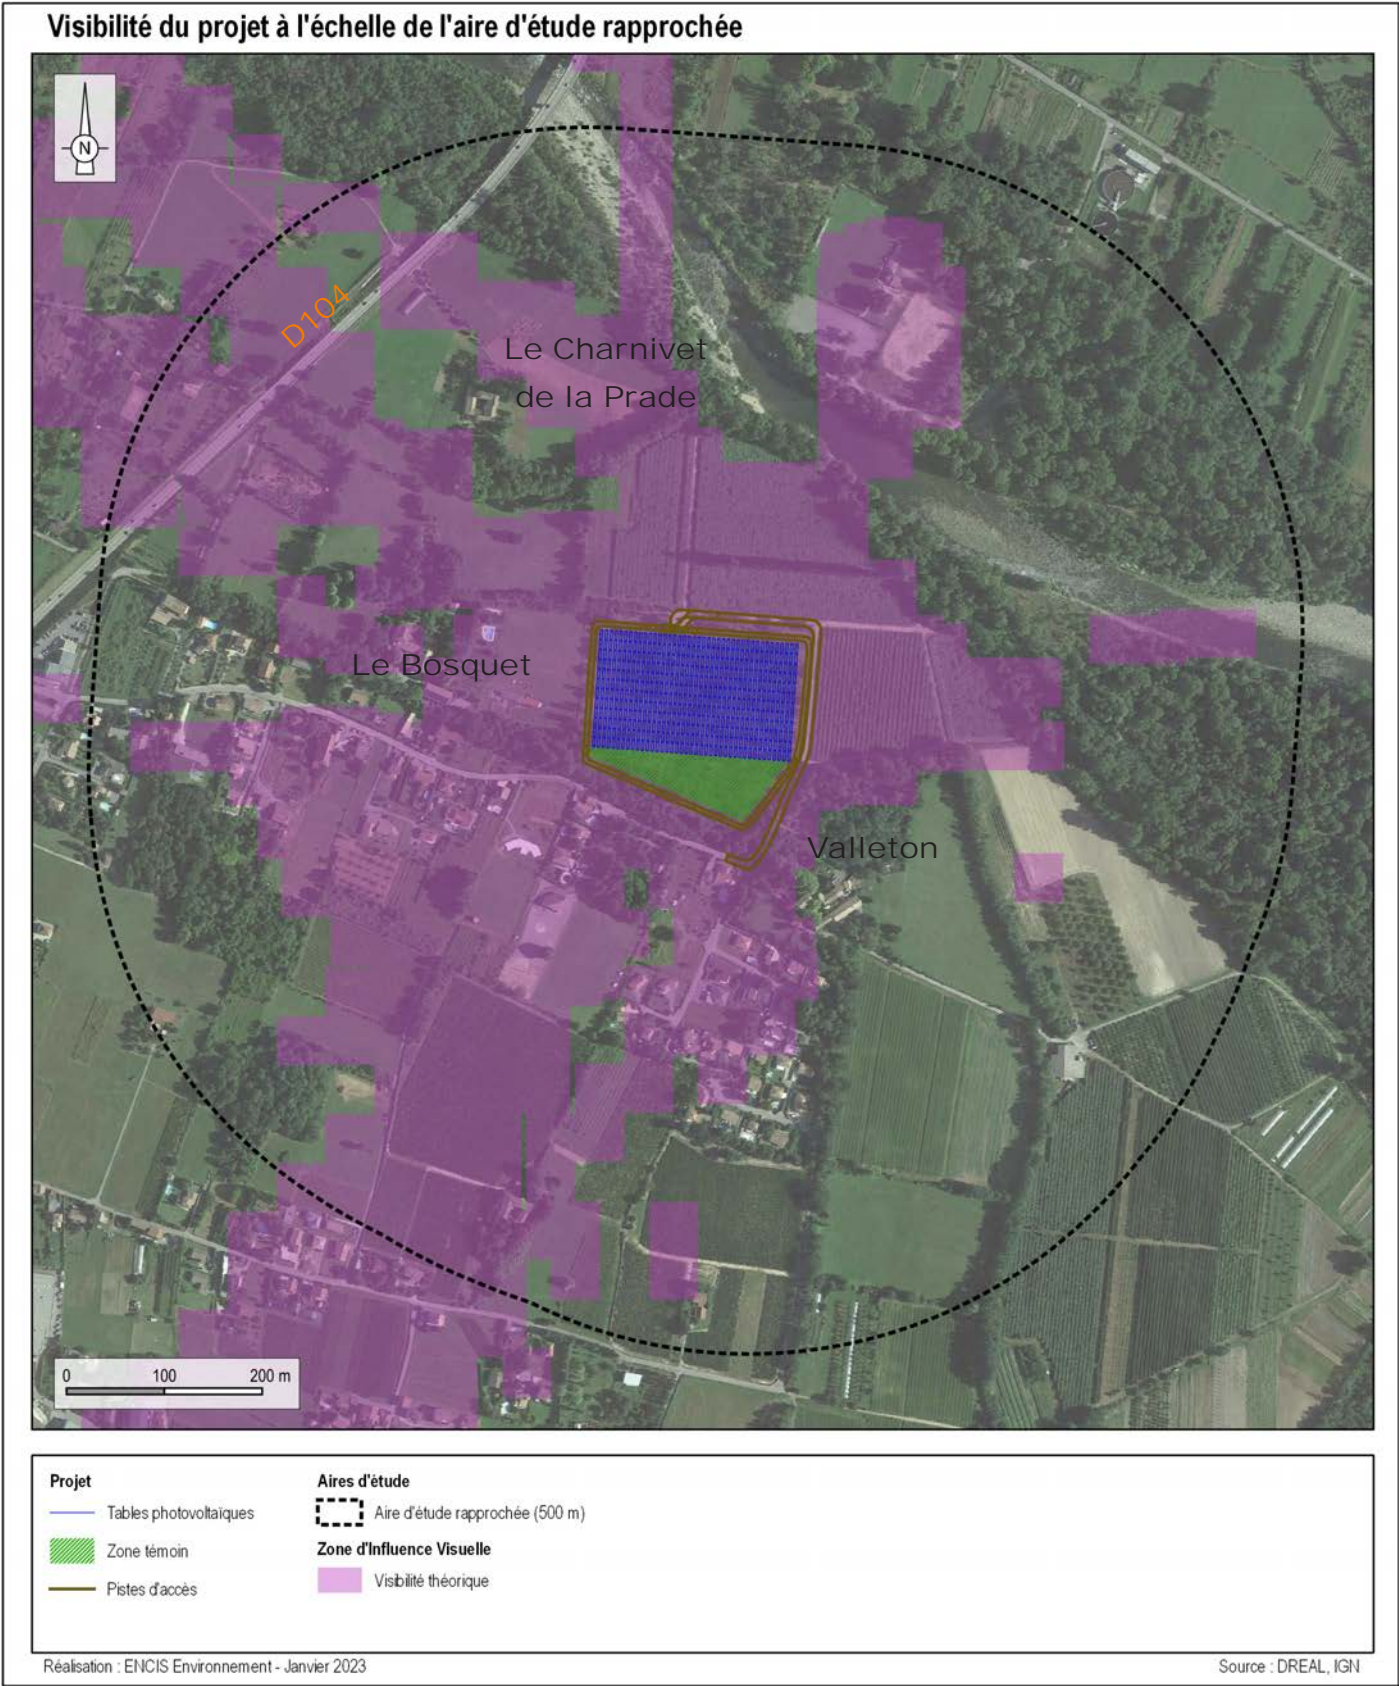 Visibilité du projet à l'échelle de l'aire d'étude rapprochée
N
D104
Le Charnivet
de la Prade
Le Bosquet
Valleton
0 100 200 m
Projet
Tables photovoltaïques
Zone témoin
Pistes d'accès
Aires d'étude
Aire d'étude rapprochée (500 m)
Zone d'Influence Visuelle
Visibilité théorique
Réalisation : ENCIS Environnement - Janvier 2023
Source : DREAL, IGN